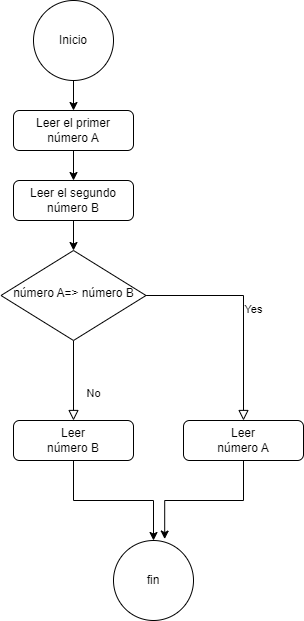 Inicio
Leer el primer
número A
Leer el segundo
número B
número A=> número B
Yes
No
Leer
número B
Leer
número A
fin